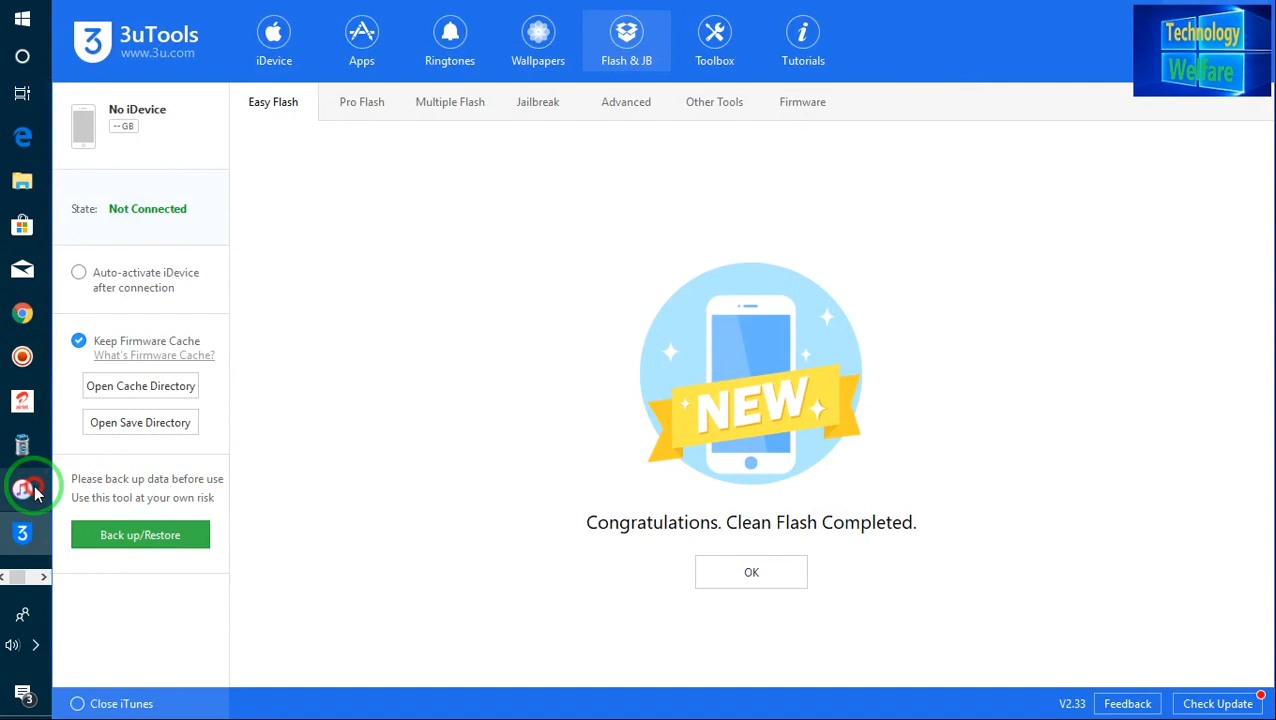 3 3uTools
www.3u.com
iDevice
Apps
Ringtones
Wallpapers
Flash & JB
Toolbox
Tutorials
Technology
Welfare
No iDevice
-- GB
Easy Flash
Pro Flash
Multiple Flash
Jailbreak
Advanced
Other Tools
Firmware
State: Not Connected
Auto-activate iDevice
after connection
Keep Firmware Cache
What's Firmware Cache?
Open Cache Directory
Open Save Directory
Please back up data before use
Use this tool at your own risk
Back up/Restore
NEW
Congratulations. Clean Flash Completed.
OK
airtel
3
3
Close iTunes
V2.33
Feedback
Check Update